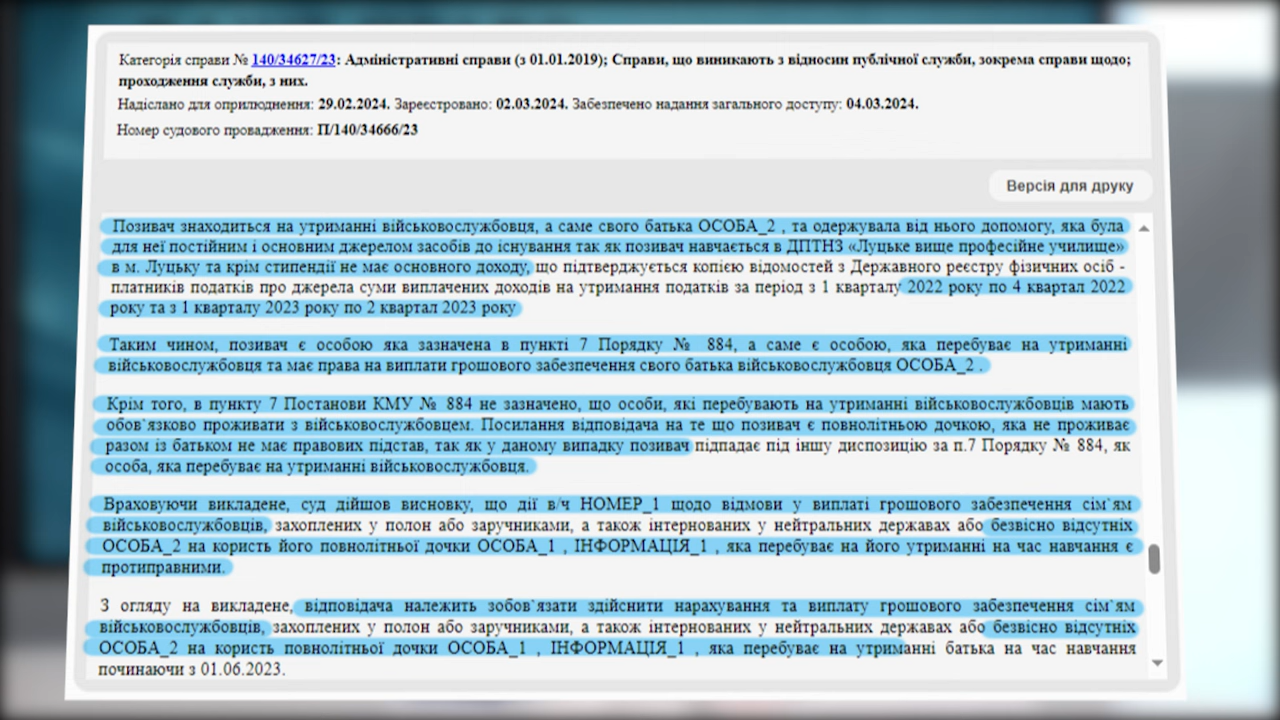 Категорія справи № 140/34627/23: Адміністративні справи (з 01.01.2019); Справи, що виникають з відносин публічної служби, зокрема справи щодо;
проходження служби, з них.
Надіслано для оприлюднення: 29.02.2024. Зареєстровано: 02.03.2024. Забезпечено надання загального доступу: 04.03.2024.
Номер судового провадження: П/140/34666/23
Версія для друку
Позивач знаходиться на утриманні військовослужбовця, а саме свого батька ОСОБА_2 , та одержувала від нього допомогу, яка була
для неї постійним і основним джерелом засобів до існування так як позивач навчається в ДПТНЗ «Луцьке вище професійне училище»
в м. Луцьку та крім стипендії не має основного доходу, що підтверджується копією відомостей з Державного реєстру фізичних осіб -
платників податків про джерела суми виплачених доходів на утримання податків за період з 1 кварталу 2022 року по 4 квартал 2022
року та з 1 кварталу 2023 року по 2 квартал 2023 року
Таким чином, позивач є особою яка зазначена в пункті 7 Порядку № 884, а саме є особою, яка перебуває на утриманні
військовослужбовця та має права на виплати грошового забезпечення свого батька військовослужбовця ОСОБА_2 .
Крім того, в пункту 7 Постанови КМУ № 884 не зазначено, що особи, які перебувають на утриманні військовослужбовців мають
обов`язково проживати з військовослужбовцем. Посилання відповідача на те що позивач є повнолітньою дочкою, яка не проживає
разом із батьком не має правових підстав, так як у даному випадку позивач підпадає під іншу диспозицію за п.7 Порядку № 884, як
особа, яка перебуває на утриманні військовослужбовця.
Враховуючи викладене, суд дійшов висновку, що дії в/ч НОМЕР_1 щодо відмови у виплаті грошового забезпечення сім`ям
військовослужбовців, захоплених у полон або заручниками, а також інтернованих у нейтральних державах або безвісно відсутніх
ОСОБА_2 на користь його повнолітньої дочки ОСОБА_1 , ІНФОРМАЦІЯ_1 , яка перебуває на його утриманні на час навчання є
протиправними.
З огляду на викладене, відповідача належить зобов`язати здійснити нарахування та виплату грошового забезпечення сім`ям
військовослужбовців, захоплених у полон або заручниками, а також інтернованих у нейтральних державах або безвісно відсутніх
ОСОБА_2 на користь повнолітньої дочки ОСОБА_1 , ІНФОРМАЦІЯ_1 , яка перебуває на утриманні батька на час навчання
починаючи з 01.06.2023.